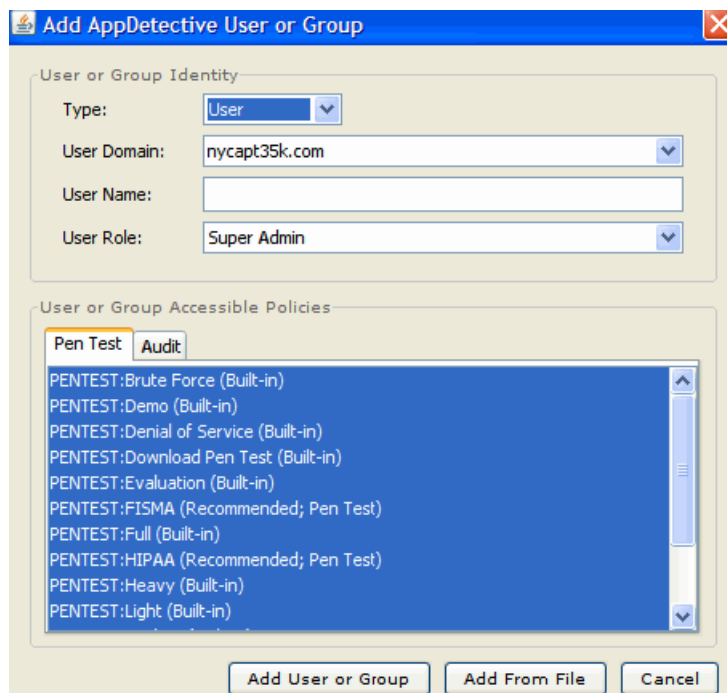 Add AppDetective User or Group
User or Group Identity
Type: User
User Domain: nycapt35k.com
User Name:
User Role: Super Admin
User or Group Accessible Policies
Pen Test Audit
PENTEST:Brute Force (Built-in)
PENTEST:Demo (Built-in)
PENTEST:Denial of Service (Built-in)
PENTEST:Download Pen Test (Built-in)
PENTEST:Evaluation (Built-in)
PENTEST:FISMA (Recommended; Pen Test)
PENTEST:Full (Built-in)
PENTEST:HIPAA (Recommended; Pen Test)
PENTEST:Heavy (Built-in)
PENTEST:Light (Built-in)
Add User or Group Add From File Cancel